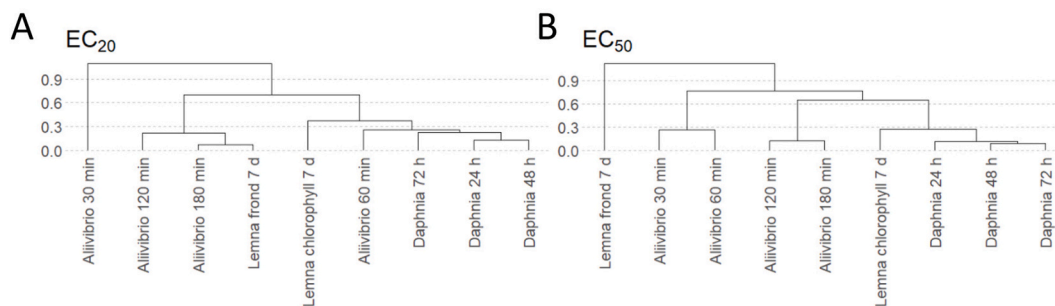 A
EC20
0.9
0.6
0.3
0.0
Aliivibrio 30 min
Aliivibrio 120 min
Aliivibrio 180 min
Lemna frond 7 d
Lemna chlorophyll 7 d
Aliivibrio 60 min
Daphnia 72 h
Daphnia 24 h
Daphnia 48 h
B
EC50
0.9
0.6
0.3
0.0
Lemna frond 7 d
Aliivibrio 30 min
Aliivibrio 60 min
Aliivibrio 120 min
Aliivibrio 180 min
Lemna chlorophyll 7 d
Daphnia 24 h
Daphnia 48 h
Daphnia 72 h